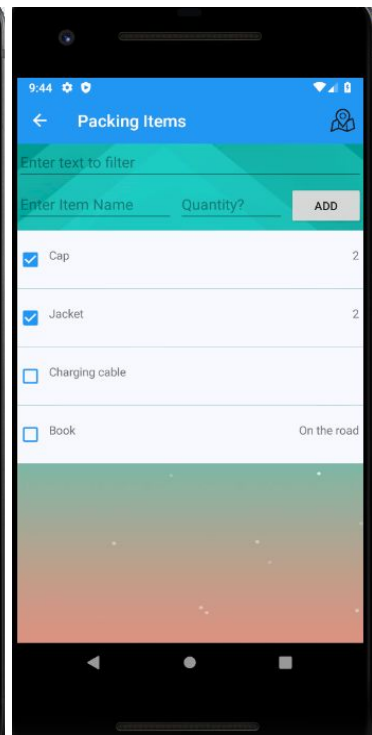 9:44
Packing Items
Enter text to filter
Enter Item Name Quantity? ADD
Cap 2
Jacket 2
Charging cable
Book On the road